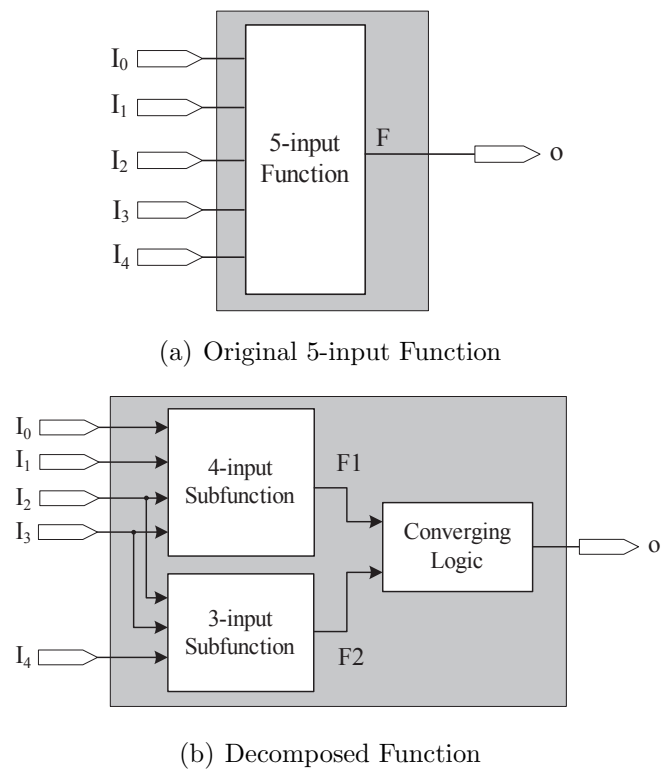 I0
I1
I2
I3
I4
5-input
Function
F
o
(a) Original 5-input Function
I0
I1
I2
I3
I4
4-input
Subfunction
F1
3-input
Subfunction
F2
Converging
Logic
o
(b) Decomposed Function